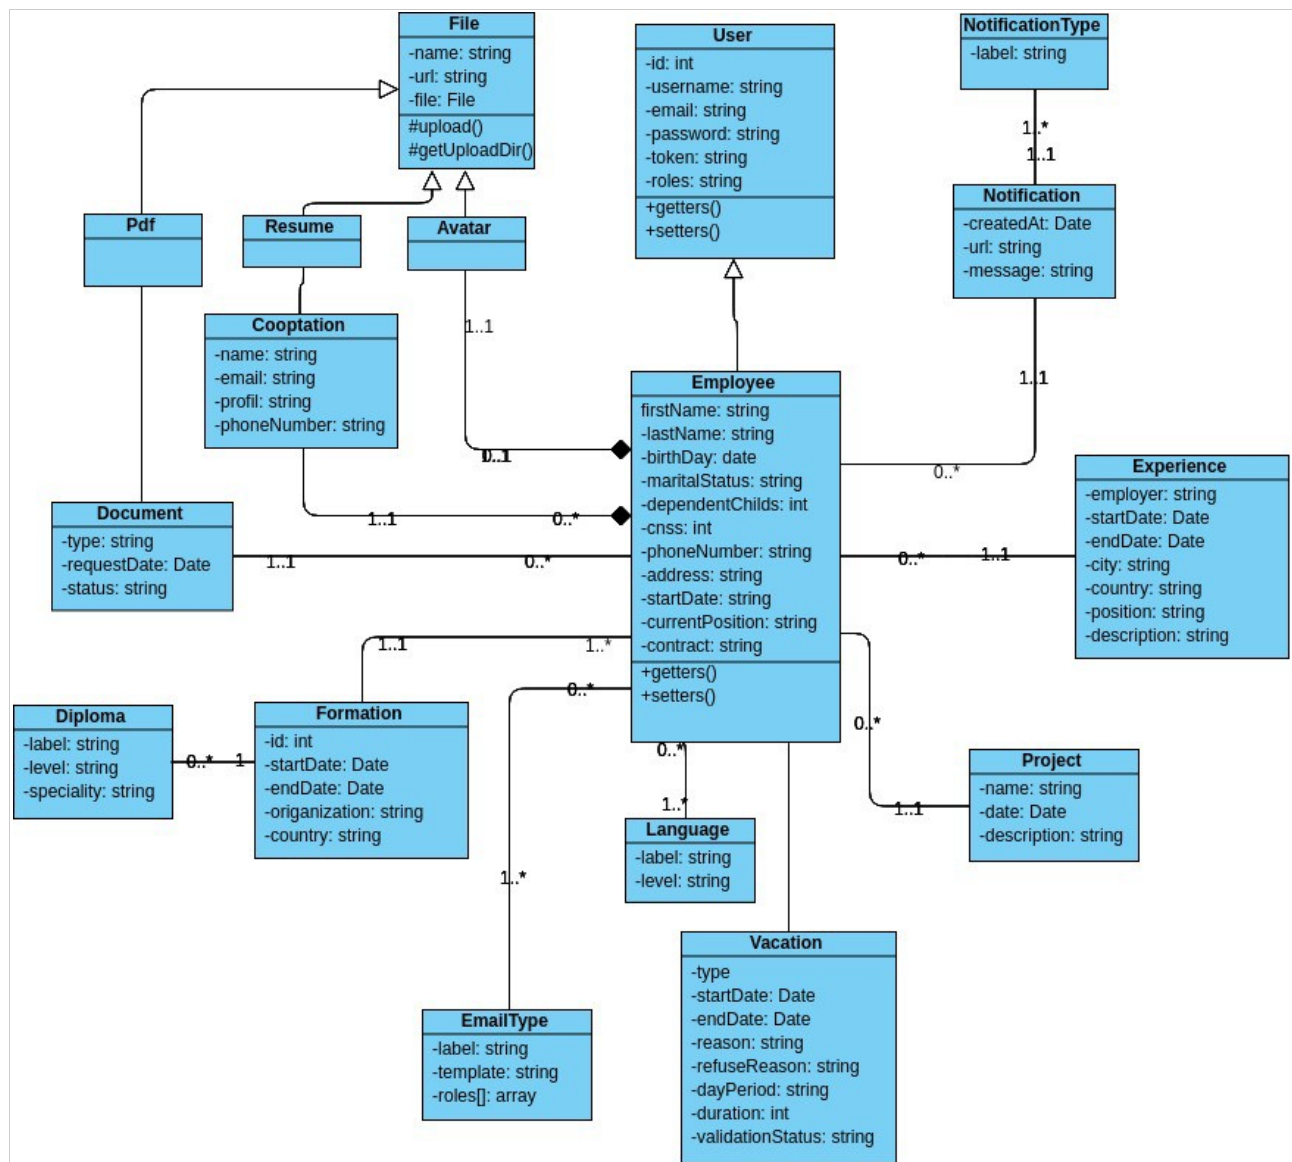 File
-name: string
-url: string
-file: File
#upload()
#getUploadDir()
User
-id: int
-username: string
-email: string
-password: string
-token: string
-roles: string
+getters()
+setters()
NotificationType
-label: string
1..*
1..1
Notification
-createdAt: Date
-url: string
-message: string
Pdf
Resume
Avatar
Cooptation
-name: string
-email: string
-profil: string
-phoneNumber: string
1..1
0..1
1..1
0..*
Employee
firstName: string
-lastName: string
-birthDay: date
-maritalStatus: string
-dependentChilds: int
-cnss: int
-phoneNumber: string
-address: string
-startDate: string
-currentPosition: string
-contract: string
+getters()
+setters()
1..1
0..*
Experience
-employer: string
-startDate: Date
-endDate: Date
-city: string
-country: string
-position: string
-description: string
0..*
1..1
Document
-type: string
-requestDate: Date
-status: string
1..1
0..*
1..1
1..*
0..*
Diploma
-label: string
-level: string
-speciality: string
0..*
1
Formation
-id: int
-startDate: Date
-endDate: Date
-origanization: string
-country: string
0..*
1..1
Project
-name: string
-date: Date
-description: string
0..*
1..*
Language
-label: string
-level: string
1..*
EmailType
-label: string
-template: string
-roles[]: array
Vacation
-type
-startDate: Date
-endDate: Date
-reason: string
-refuseReason: string
-dayPeriod: string
-duration: int
-validationStatus: string